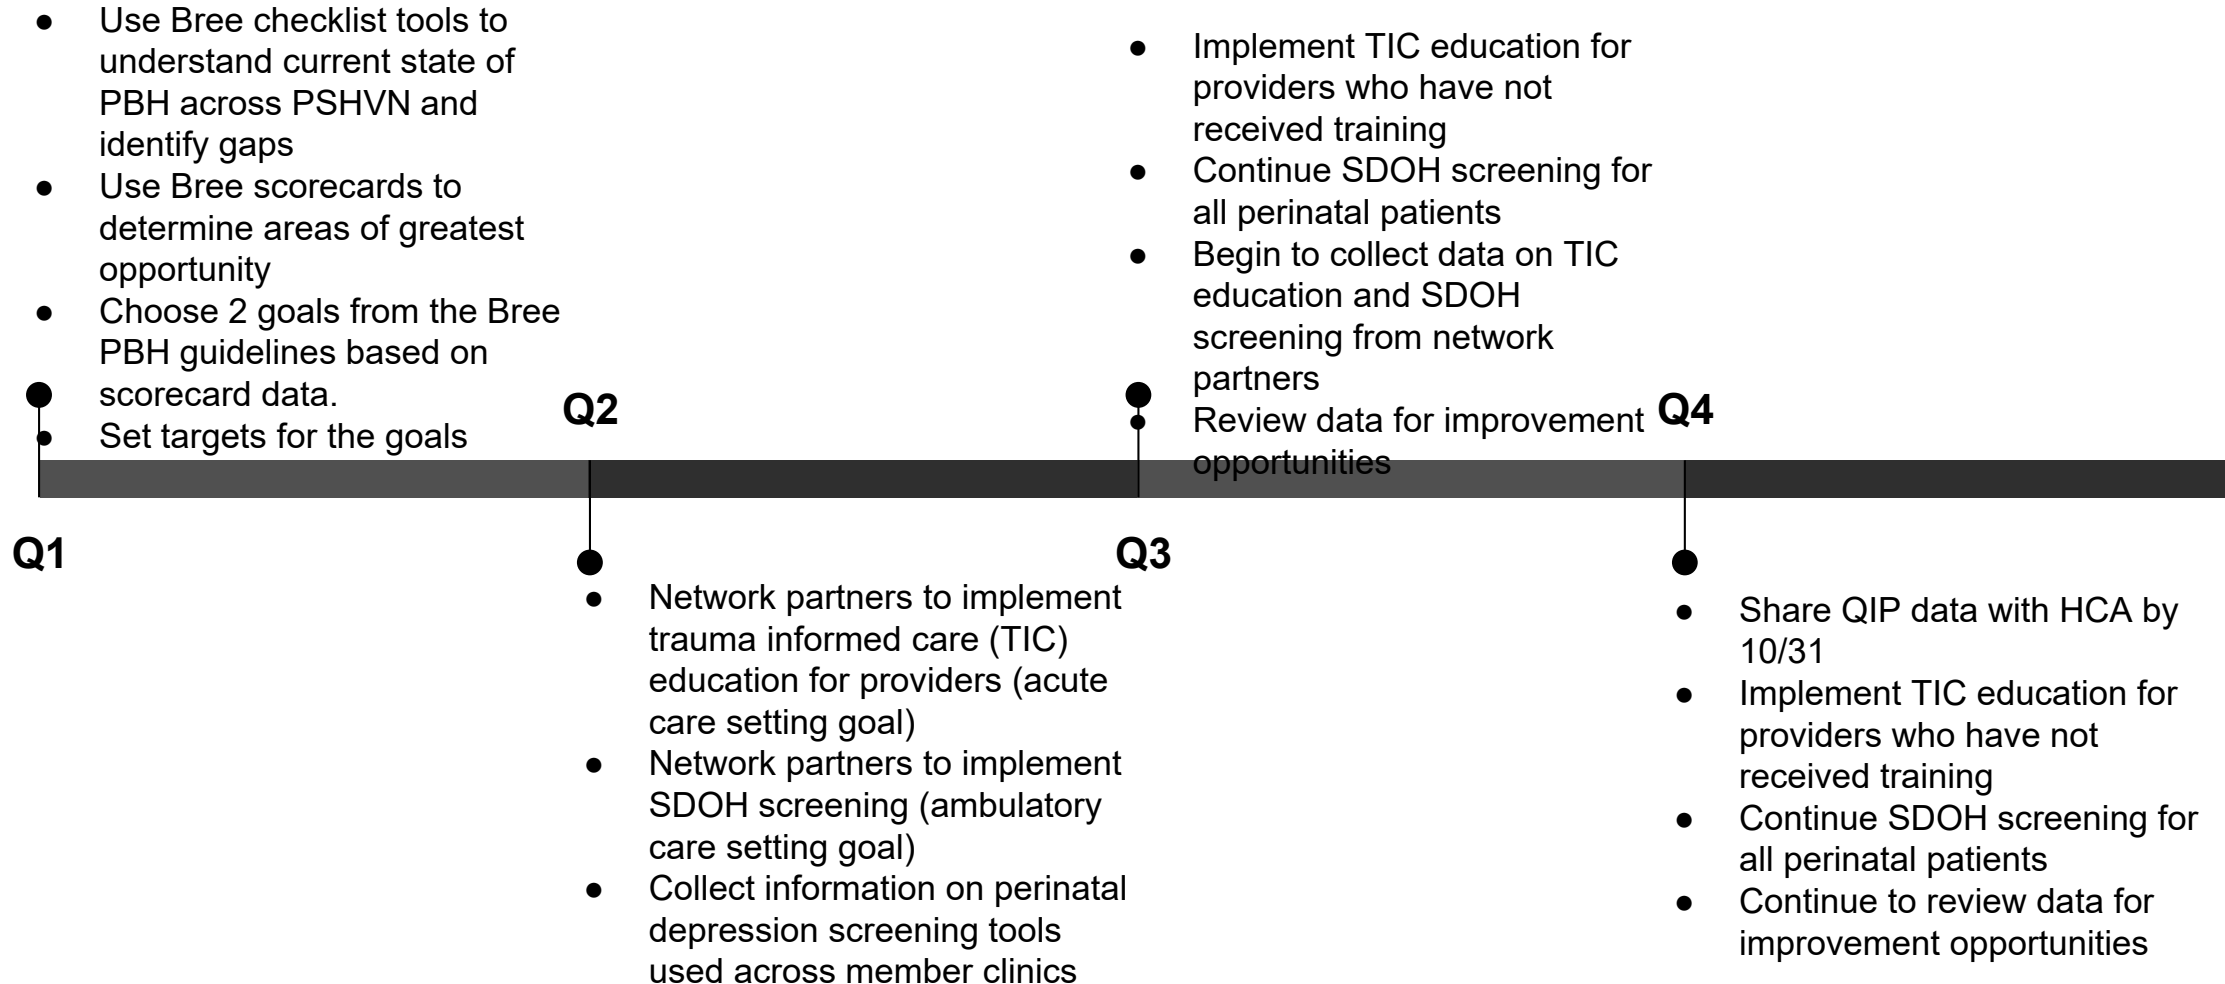 ● Use Bree checklist tools to
understand current state of
PBH across PSHVN and
identify gaps
● Use Bree scorecards to
determine areas of greatest
opportunity
● Choose 2 goals from the Bree
PBH guidelines based on
scorecard data.
● Set targets for the goals
Q1
Q2
● Network partners to implement
trauma informed care (TIC)
education for providers (acute
care setting goal)
● Network partners to implement
SDOH screening (ambulatory
care setting goal)
● Collect information on perinatal
depression screening tools
used across member clinics
● Implement TIC education for
providers who have not
received training
● Continue SDOH screening for
all perinatal patients
● Begin to collect data on TIC
education and SDOH
screening from network
partners
● Review data for improvement
opportunities
Q3
Q4
● Share QIP data with HCA by
10/31
● Implement TIC education for
providers who have not
received training
● Continue SDOH screening for
all perinatal patients
● Continue to review data for
improvement opportunities